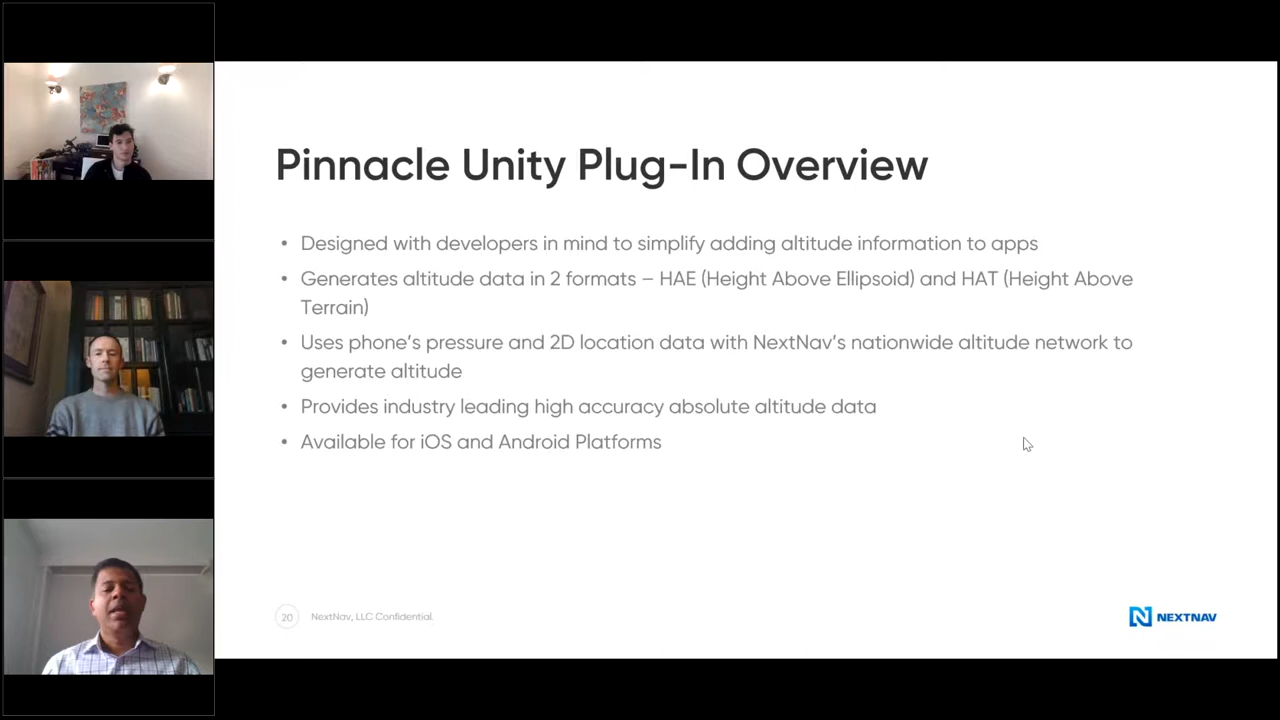 Pinnacle Unity Plug-In Overview
• Designed with developers in mind to simplify adding altitude information to apps
• Generates altitude data in 2 formats – HAE (Height Above Ellipsoid) and HAT (Height Above
Terrain)
• Uses phone's pressure and 2D location data with NextNav's nationwide altitude network to
generate altitude
• Provides industry leading high accuracy absolute altitude data
• Available for iOS and Android Platforms
20 NextNav, LLC Confidential.
NEXTNAV